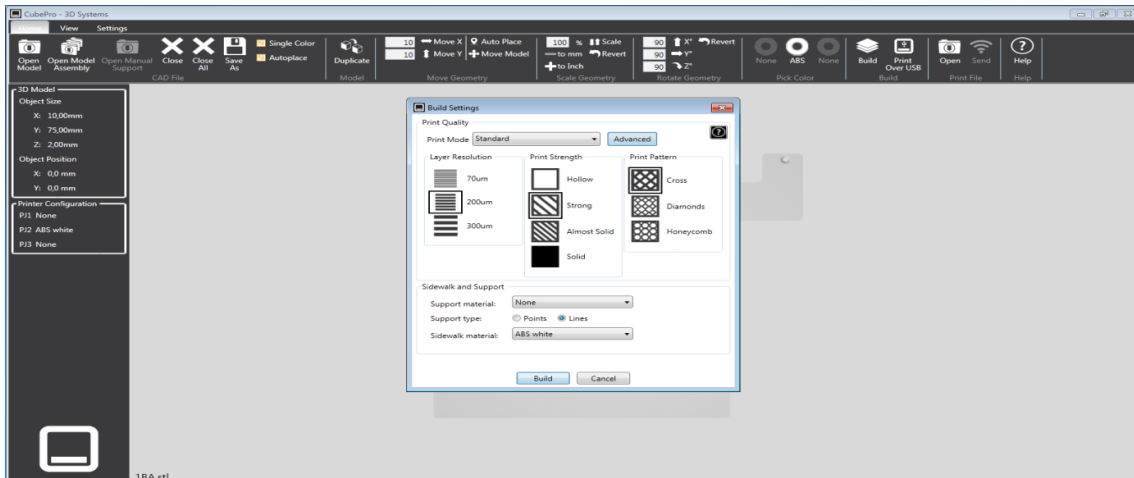 CubePro - 3D Systems
View Settings
Open Model
Open Model Assembly
Open Manual Support
Close
Close All
Save As
Single Color
Autoplace
CAD File
Duplicate
Model
10 Move X
10 Move Y
Auto Place
Move Model
Move Geometry
100 % Scale
to mm Revert
to Inch
Scale Geometry
90 X° Revert
90 Y°
90 Z°
Rotate Geometry
None ABS None
Pick Color
Build
Print Over USB
Build
Open Send
Print File
Help
Help
3D Model
Object Size
X: 10,00mm
Y: 75,00mm
Z: 2,00mm
Object Position
X: 0,0 mm
Y: 0,0 mm
Printer Configuration
PJ1 None
PJ2 ABS white
PJ3 None
Build Settings
Print Quality
Print Mode Standard Advanced
Layer Resolution
70um
200um
300um
Print Strength
Hollow
Strong
Almost Solid
Solid
Print Pattern
Cross
Diamonds
Honeycomb
Sidewalk and Support
Support material: None
Support type: Points Lines
Sidewalk material: ABS white
Build Cancel
1BA.stl